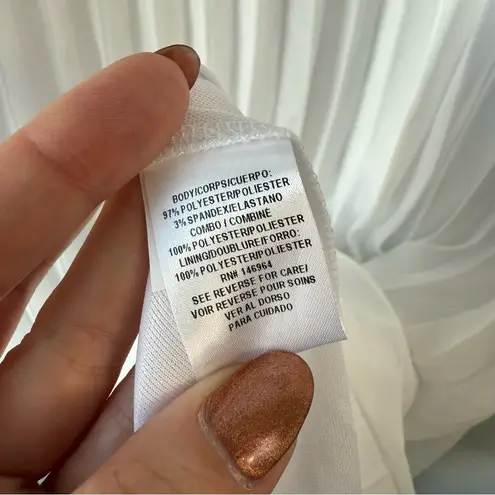 BODY/CORPS/CUERPO:
97% POLYESTER/POLIESTER
3% SPANDEX/ELASTANO
COMBO / COMBINÉ
100% POLYESTER/POLIESTER
LINING/DOUBLURE/FORRO:
100% POLYESTER/POLIESTER
RN# 146964
SEE REVERSE FOR CARE/
VOIR REVERSE POUR SOINS
VER AL DORSO
PARA CUIDADO